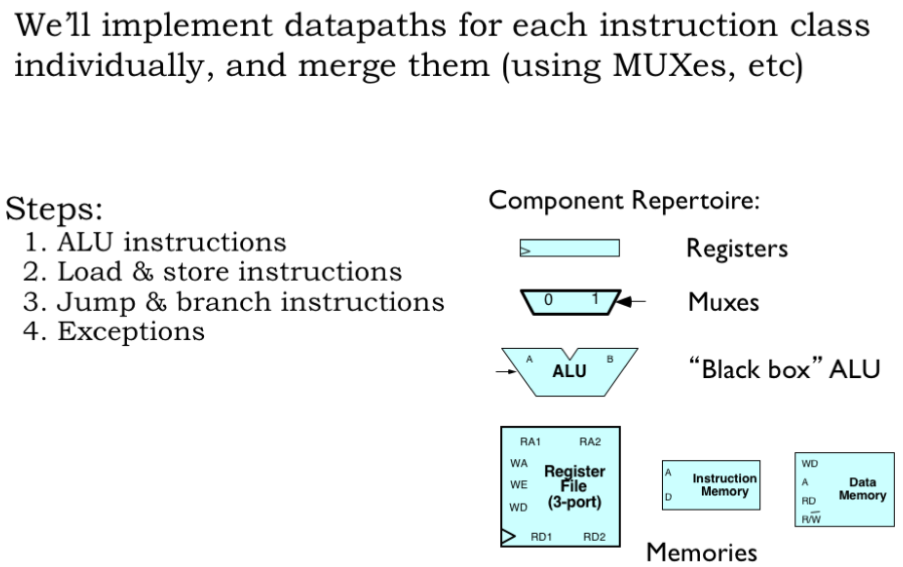 We’ll implement datapaths for each instruction class
individually, and merge them (using MUXes, etc)
Steps:
1. ALU instructions
2. Load & store instructions
3. Jump & branch instructions
4. Exceptions
Component Repertoire:
Registers
0 1
Muxes
A B
ALU
“Black box” ALU
RA1 RA2
WA
WE
WD
Register
File
(3-port)
RD1 RD2
A
D
Instruction
Memory
WD
A
RD
R/W̅
Data
Memory
Memories